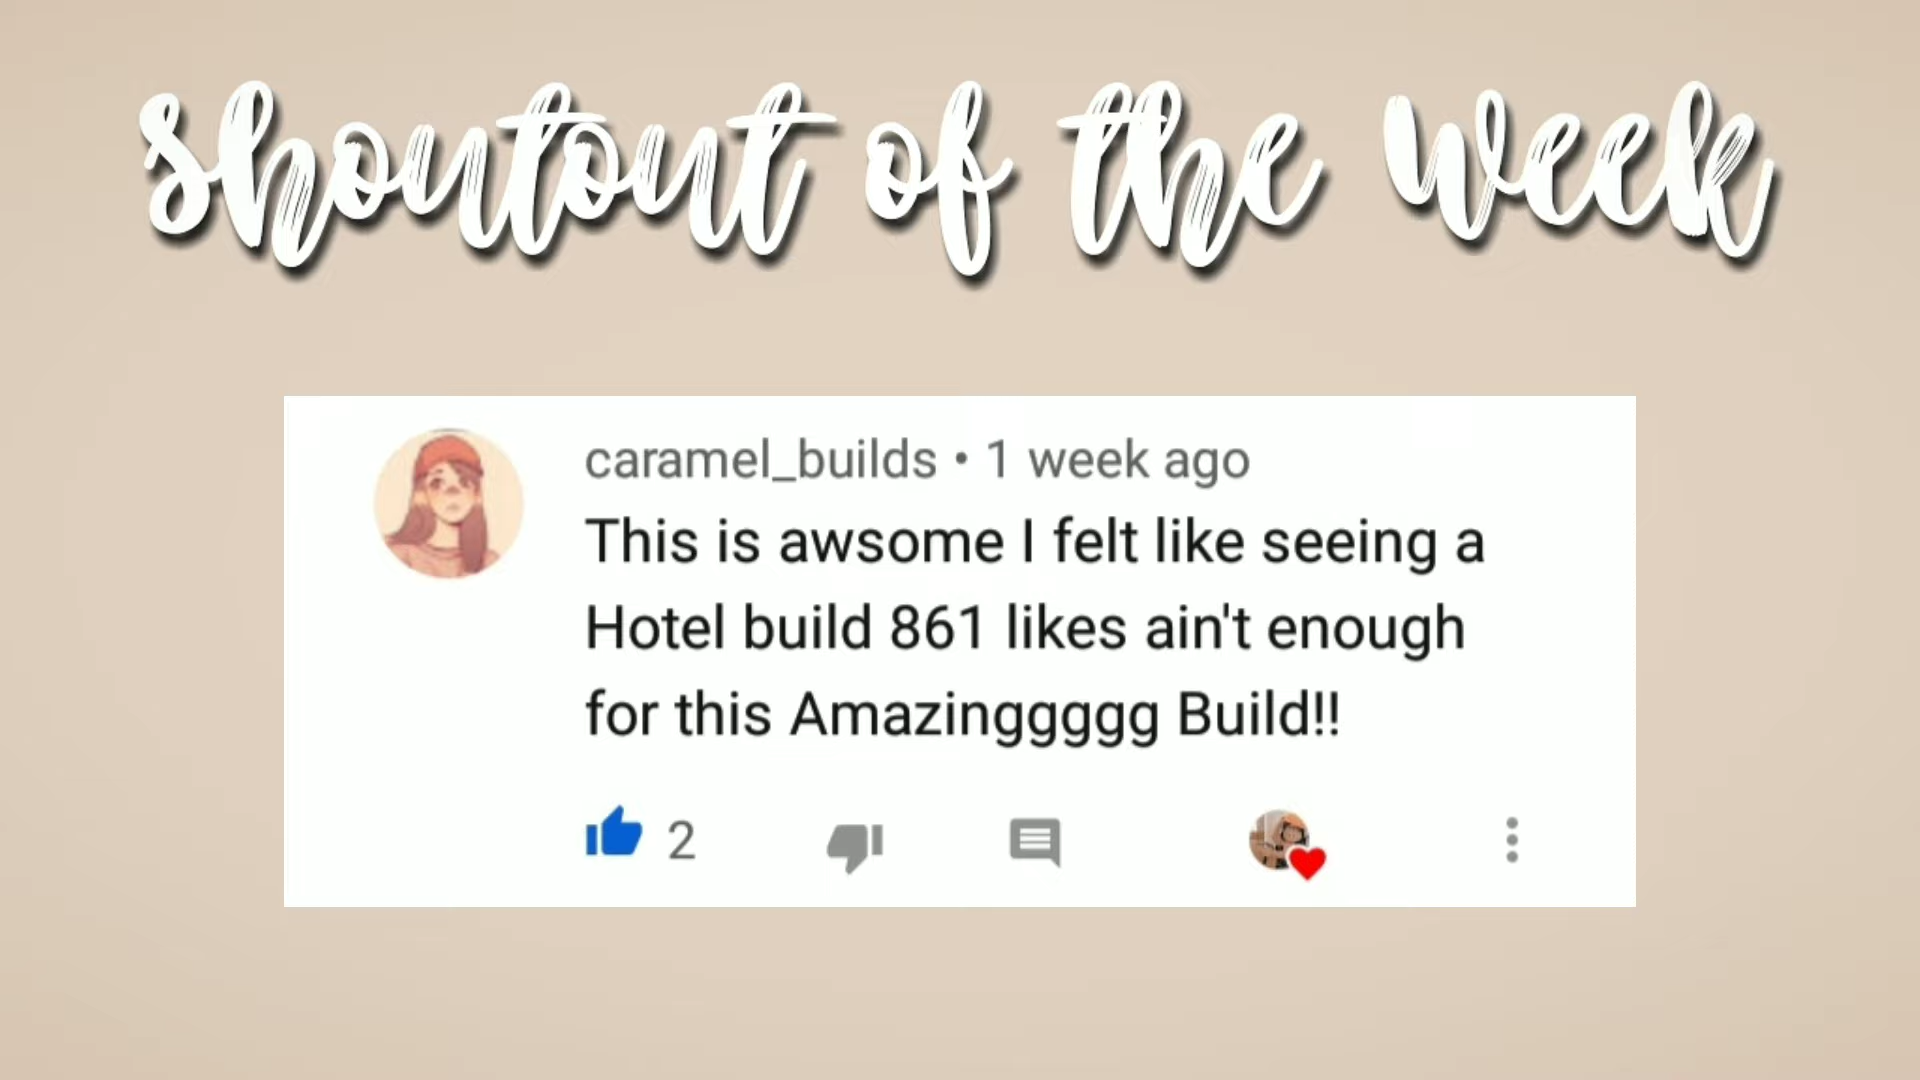 shoutout of the week
caramel_builds • 1 week ago
This is awsome I felt like seeing a
Hotel build 861 likes ain't enough
for this Amazinggggg Build!!
2